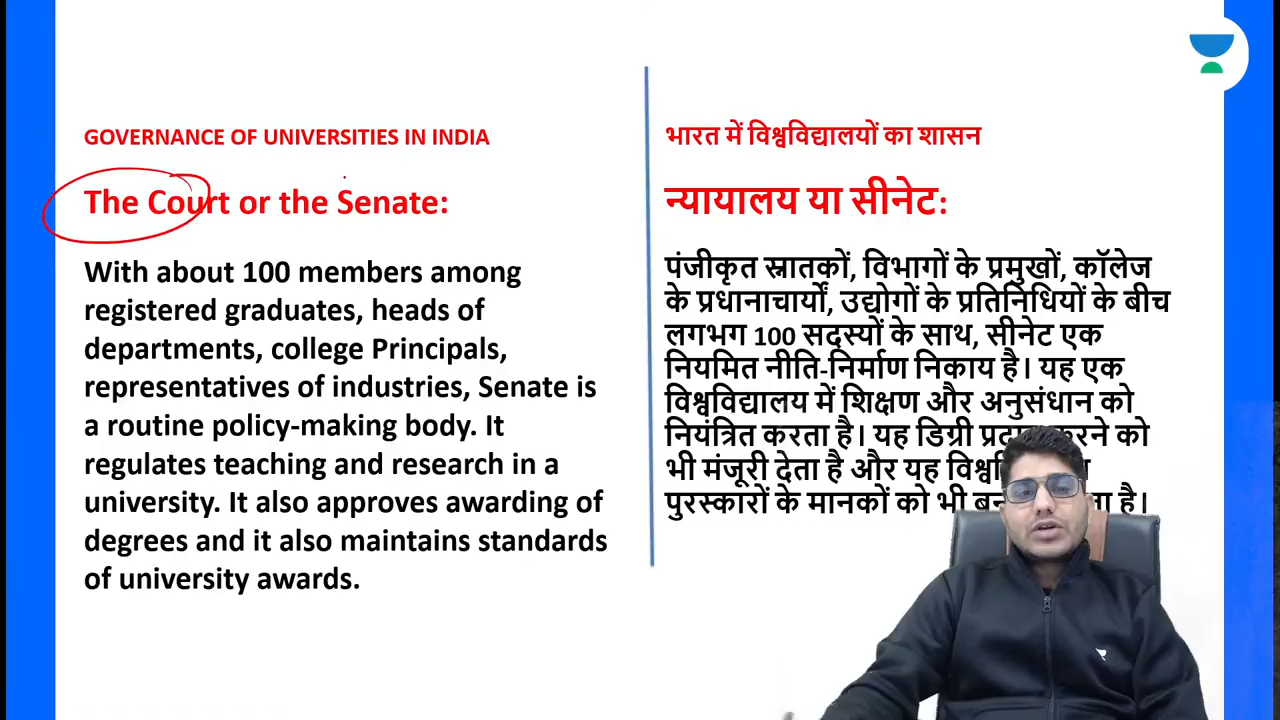 GOVERNANCE OF UNIVERSITIES IN INDIA
The Court or the Senate:
With about 100 members among
registered graduates, heads of
departments, college Principals,
representatives of industries, Senate is
a routine policy-making body. It
regulates teaching and research in a
university. It also approves awarding of
degrees and it also maintains standards
of university awards.
भारत में विश्वविद्यालयों का शासन
न्यायालय या सीनेट:
पंजीकृत स्नातकों, विभागों के प्रमुखों, कॉलेज
के प्रधानाचार्यों, उद्योगों के प्रतिनिधियों के बीच
लगभग 100 सदस्यों के साथ, सीनेट एक
नियमित नीति-निर्माण निकाय है। यह एक
विश्वविद्यालय में शिक्षण और अनुसंधान को
नियंत्रित करता है। यह डिग्री करने को
भी मंजूरी देता है और यह
पुरस्कारों के मानकों को भी है।